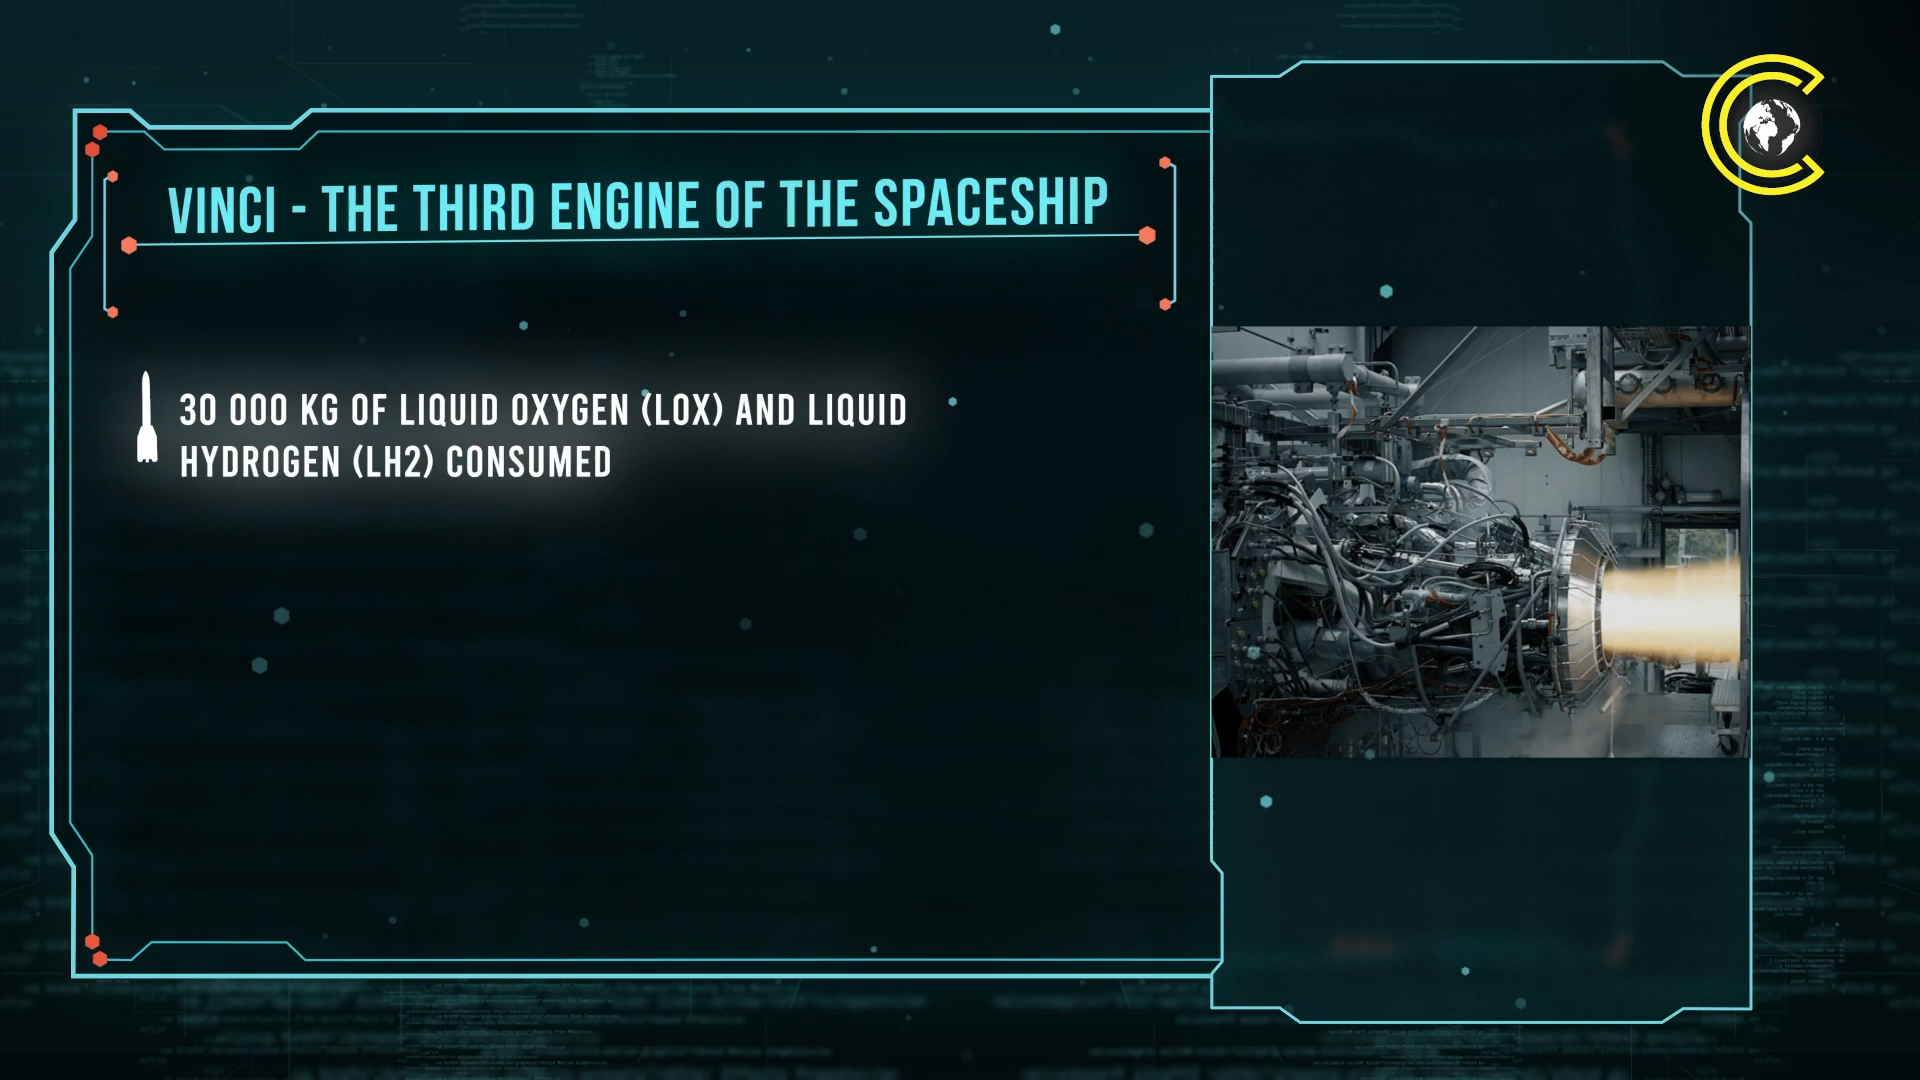 VINCI - THE THIRD ENGINE OF THE SPACESHIP
30 000 KG OF LIQUID OXYGEN (LOX) AND LIQUID
HYDROGEN (LH2) CONSUMED